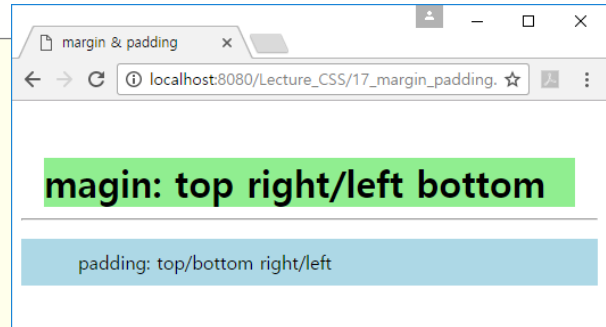 margin & padding
localhost:8080/Lecture_CSS/17_margin_padding.
magin: top right/left bottom
padding: top/bottom right/left